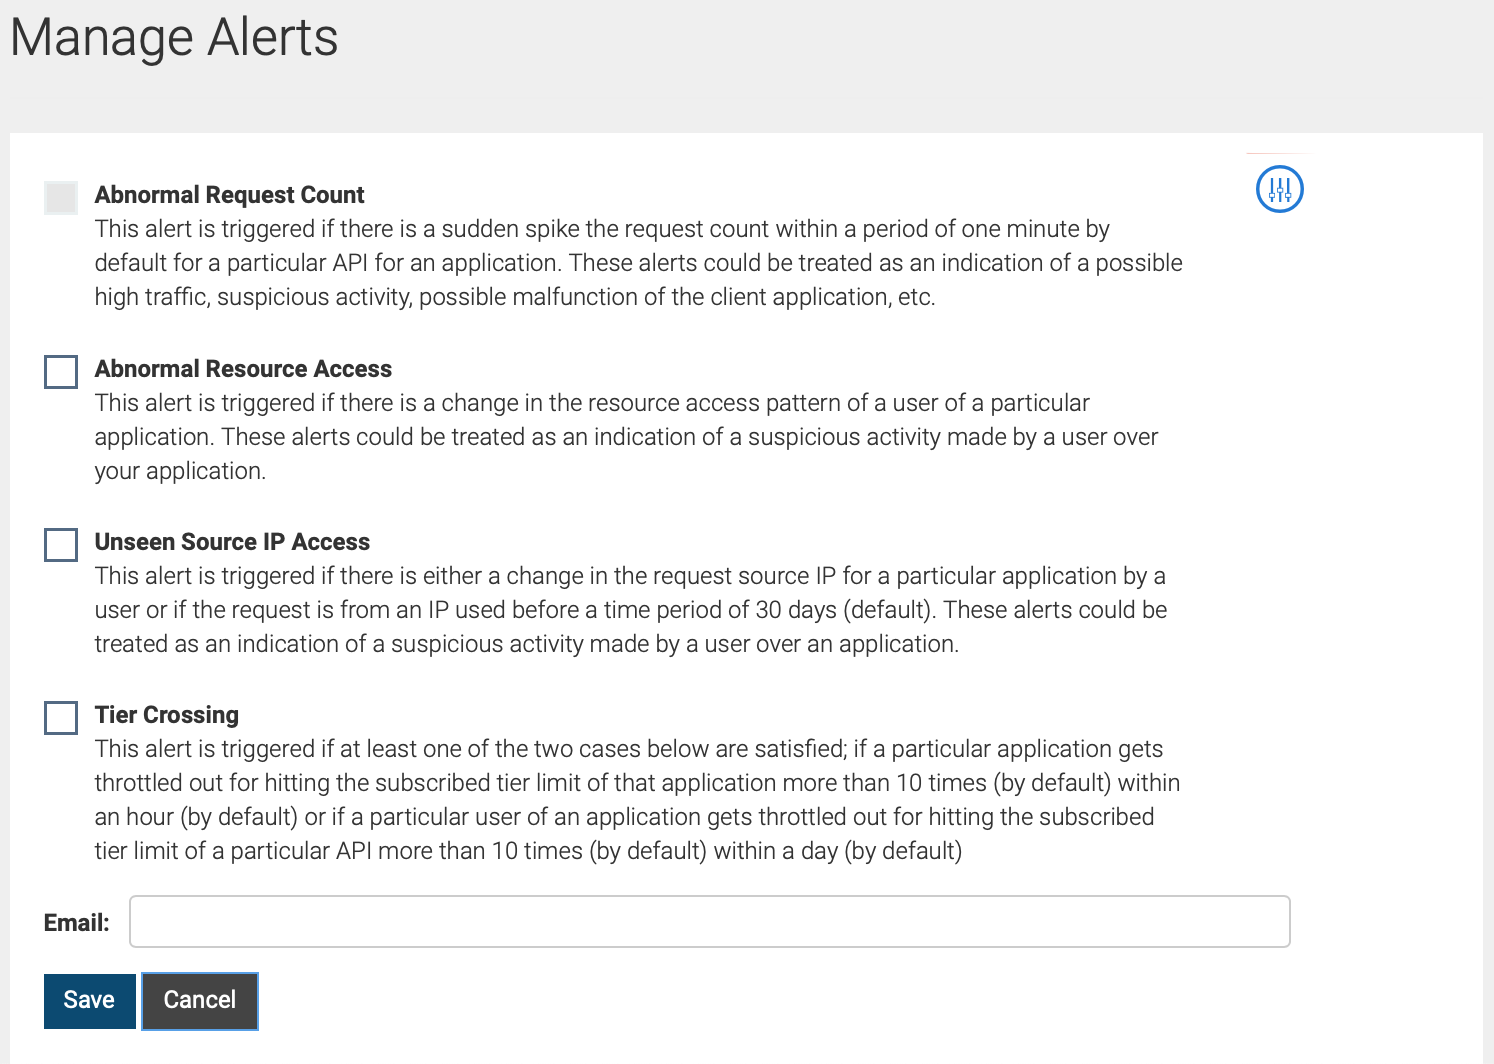 Manage Alerts
Abnormal Request Count
This alert is triggered if there is a sudden spike the request count within a period of one minute by
default for a particular API for an application. These alerts could be treated as an indication of a possible
high traffic, suspicious activity, possible malfunction of the client application, etc.
Abnormal Resource Access
This alert is triggered if there is a change in the resource access pattern of a user of a particular
application. These alerts could be treated as an indication of a suspicious activity made by a user over
your application.
Unseen Source IP Access
This alert is triggered if there is either a change in the request source IP for a particular application by a
user or if the request is from an IP used before a time period of 30 days (default). These alerts could be
treated as an indication of a suspicious activity made by a user over an application.
Tier Crossing
This alert is triggered if at least one of the two cases below are satisfied; if a particular application gets
throttled out for hitting the subscribed tier limit of that application more than 10 times (by default) within
an hour (by default) or if a particular user of an application gets throttled out for hitting the subscribed
tier limit of a particular API more than 10 times (by default) within a day (by default)
Email:
Save Cancel